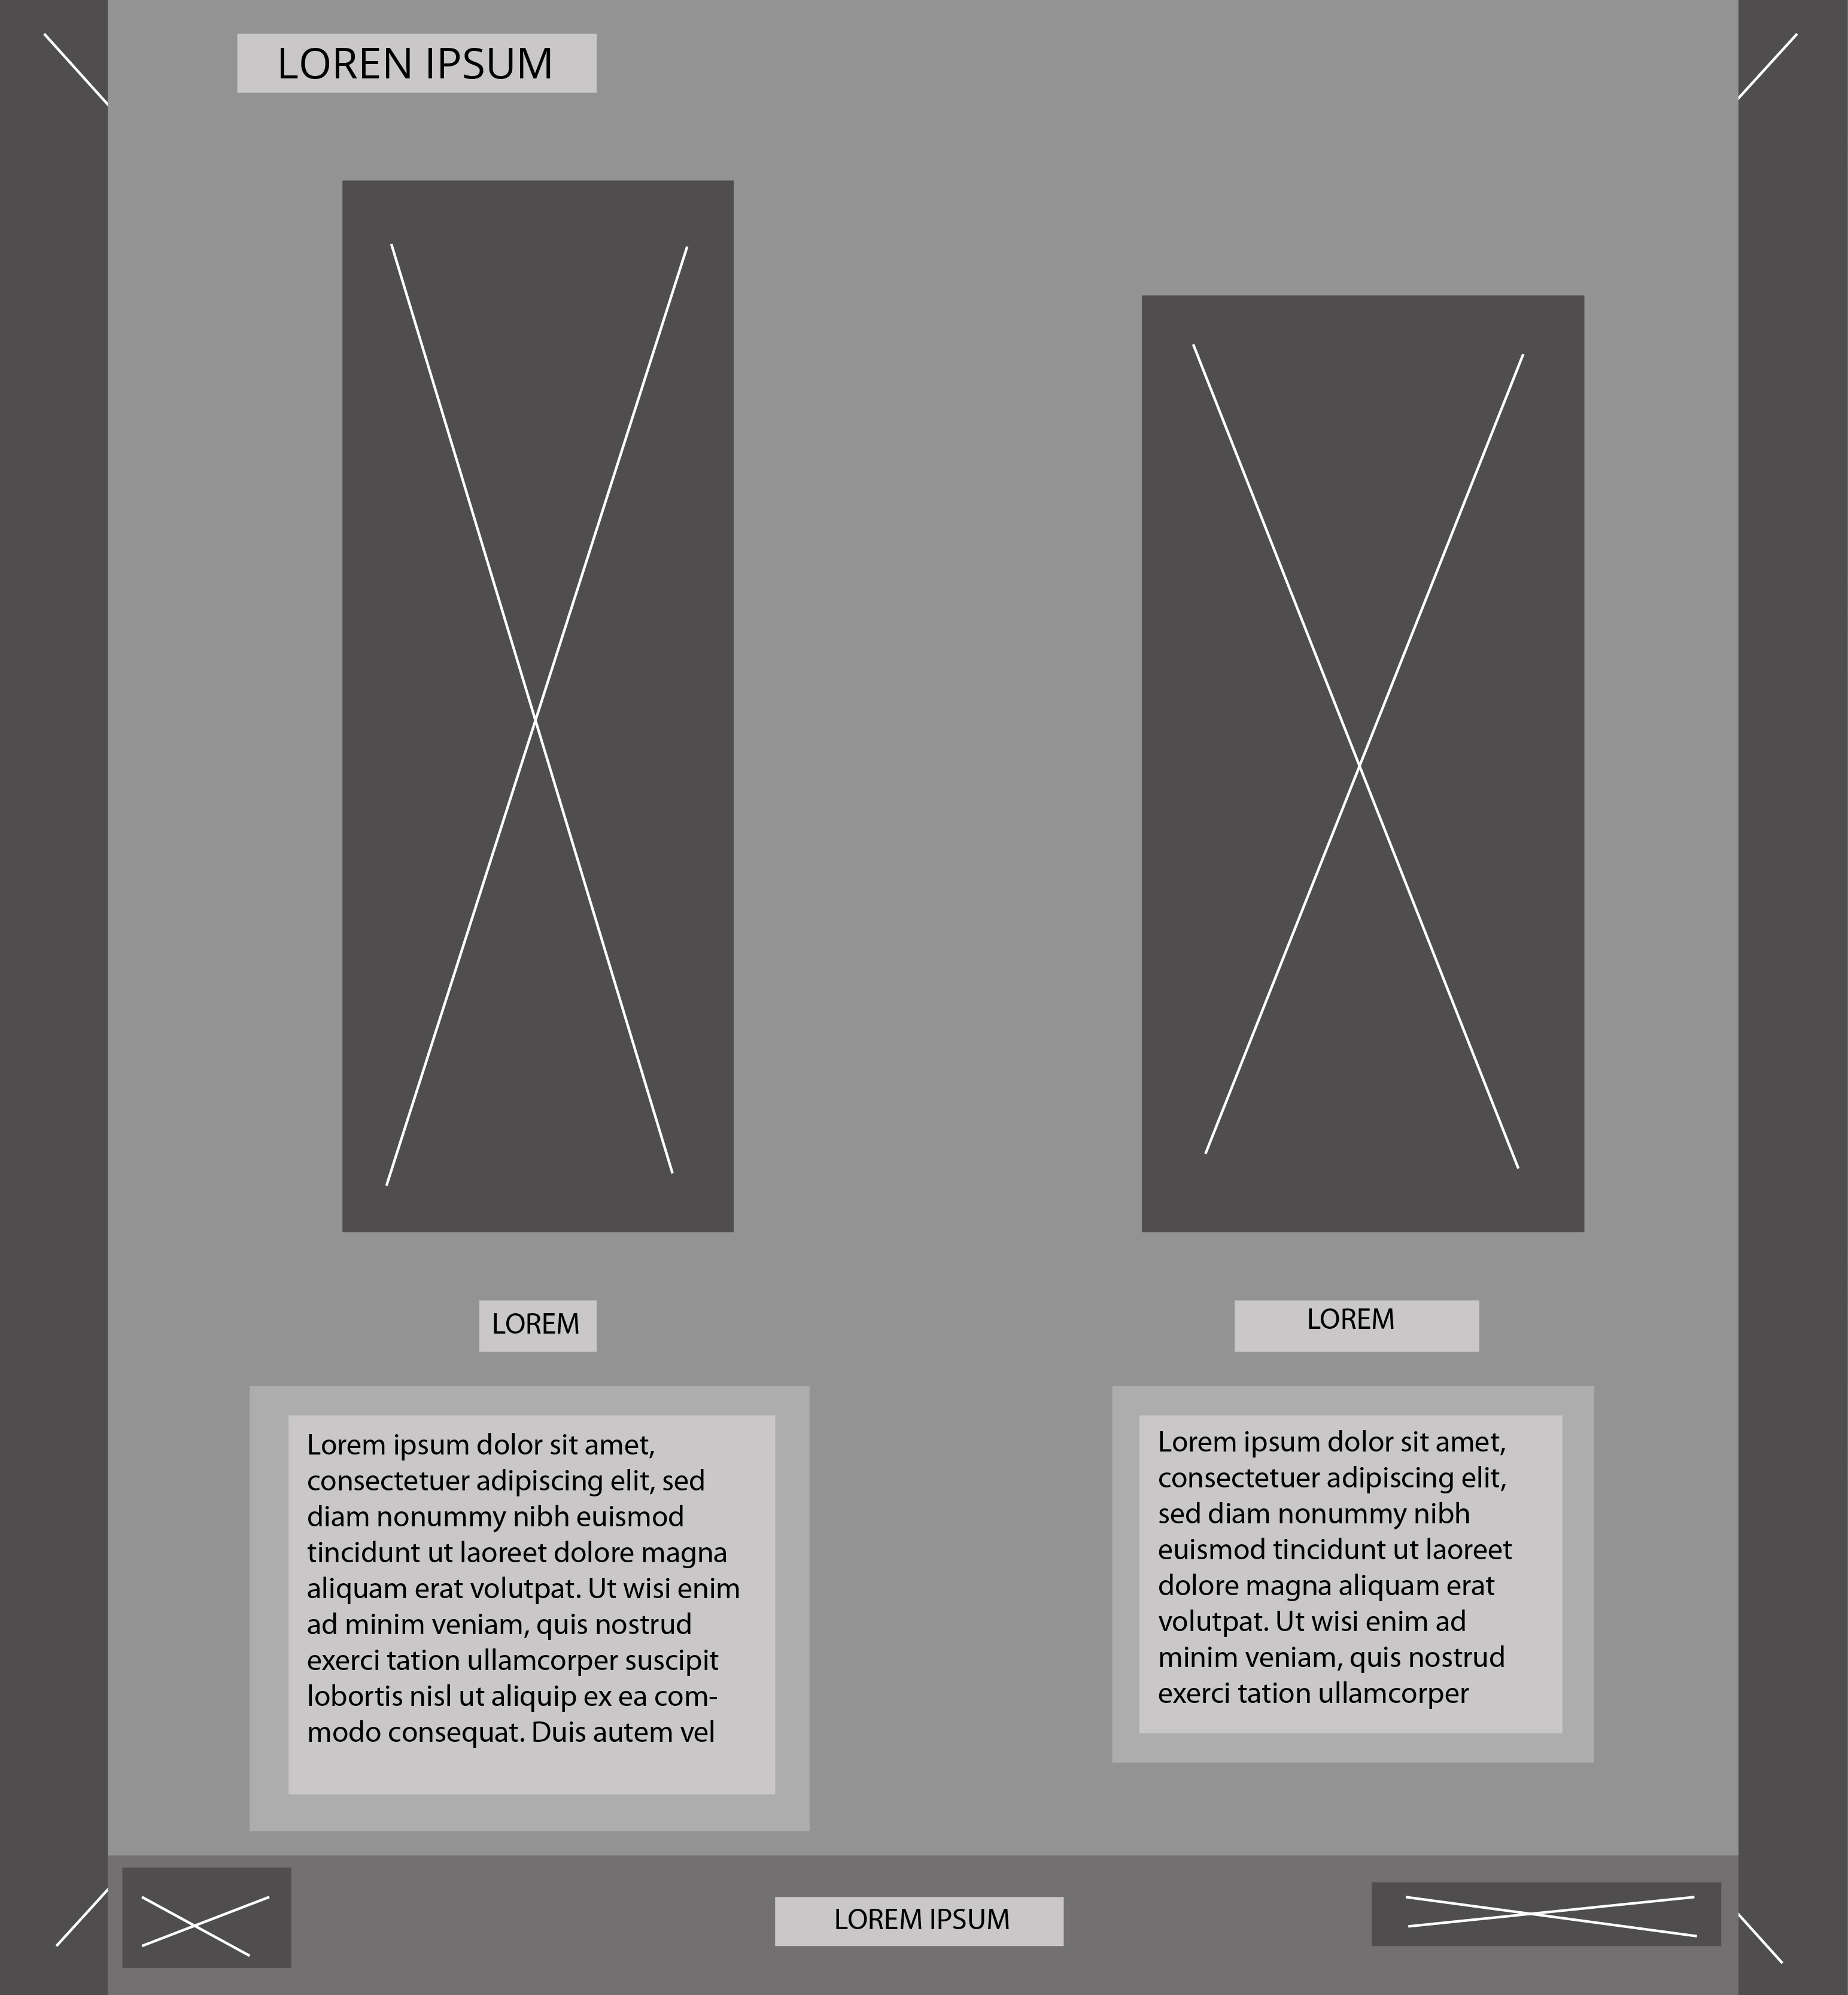 LOREN IPSUM
LOREM
Lorem ipsum dolor sit amet,
consectetuer adipiscing elit, sed
diam nonummy nibh euismod
tincidunt ut laoreet dolore magna
aliquam erat volutpat. Ut wisi enim
ad minim veniam, quis nostrud
exerci tation ullamcorper suscipit
lobortis nisl ut aliquip ex ea com-
modo consequat. Duis autem vel
LOREM
Lorem ipsum dolor sit amet,
consectetuer adipiscing elit,
sed diam nonummy nibh
euismod tincidunt ut laoreet
dolore magna aliquam erat
volutpat. Ut wisi enim ad
minim veniam, quis nostrud
exerci tation ullamcorper
LOREM IPSUM